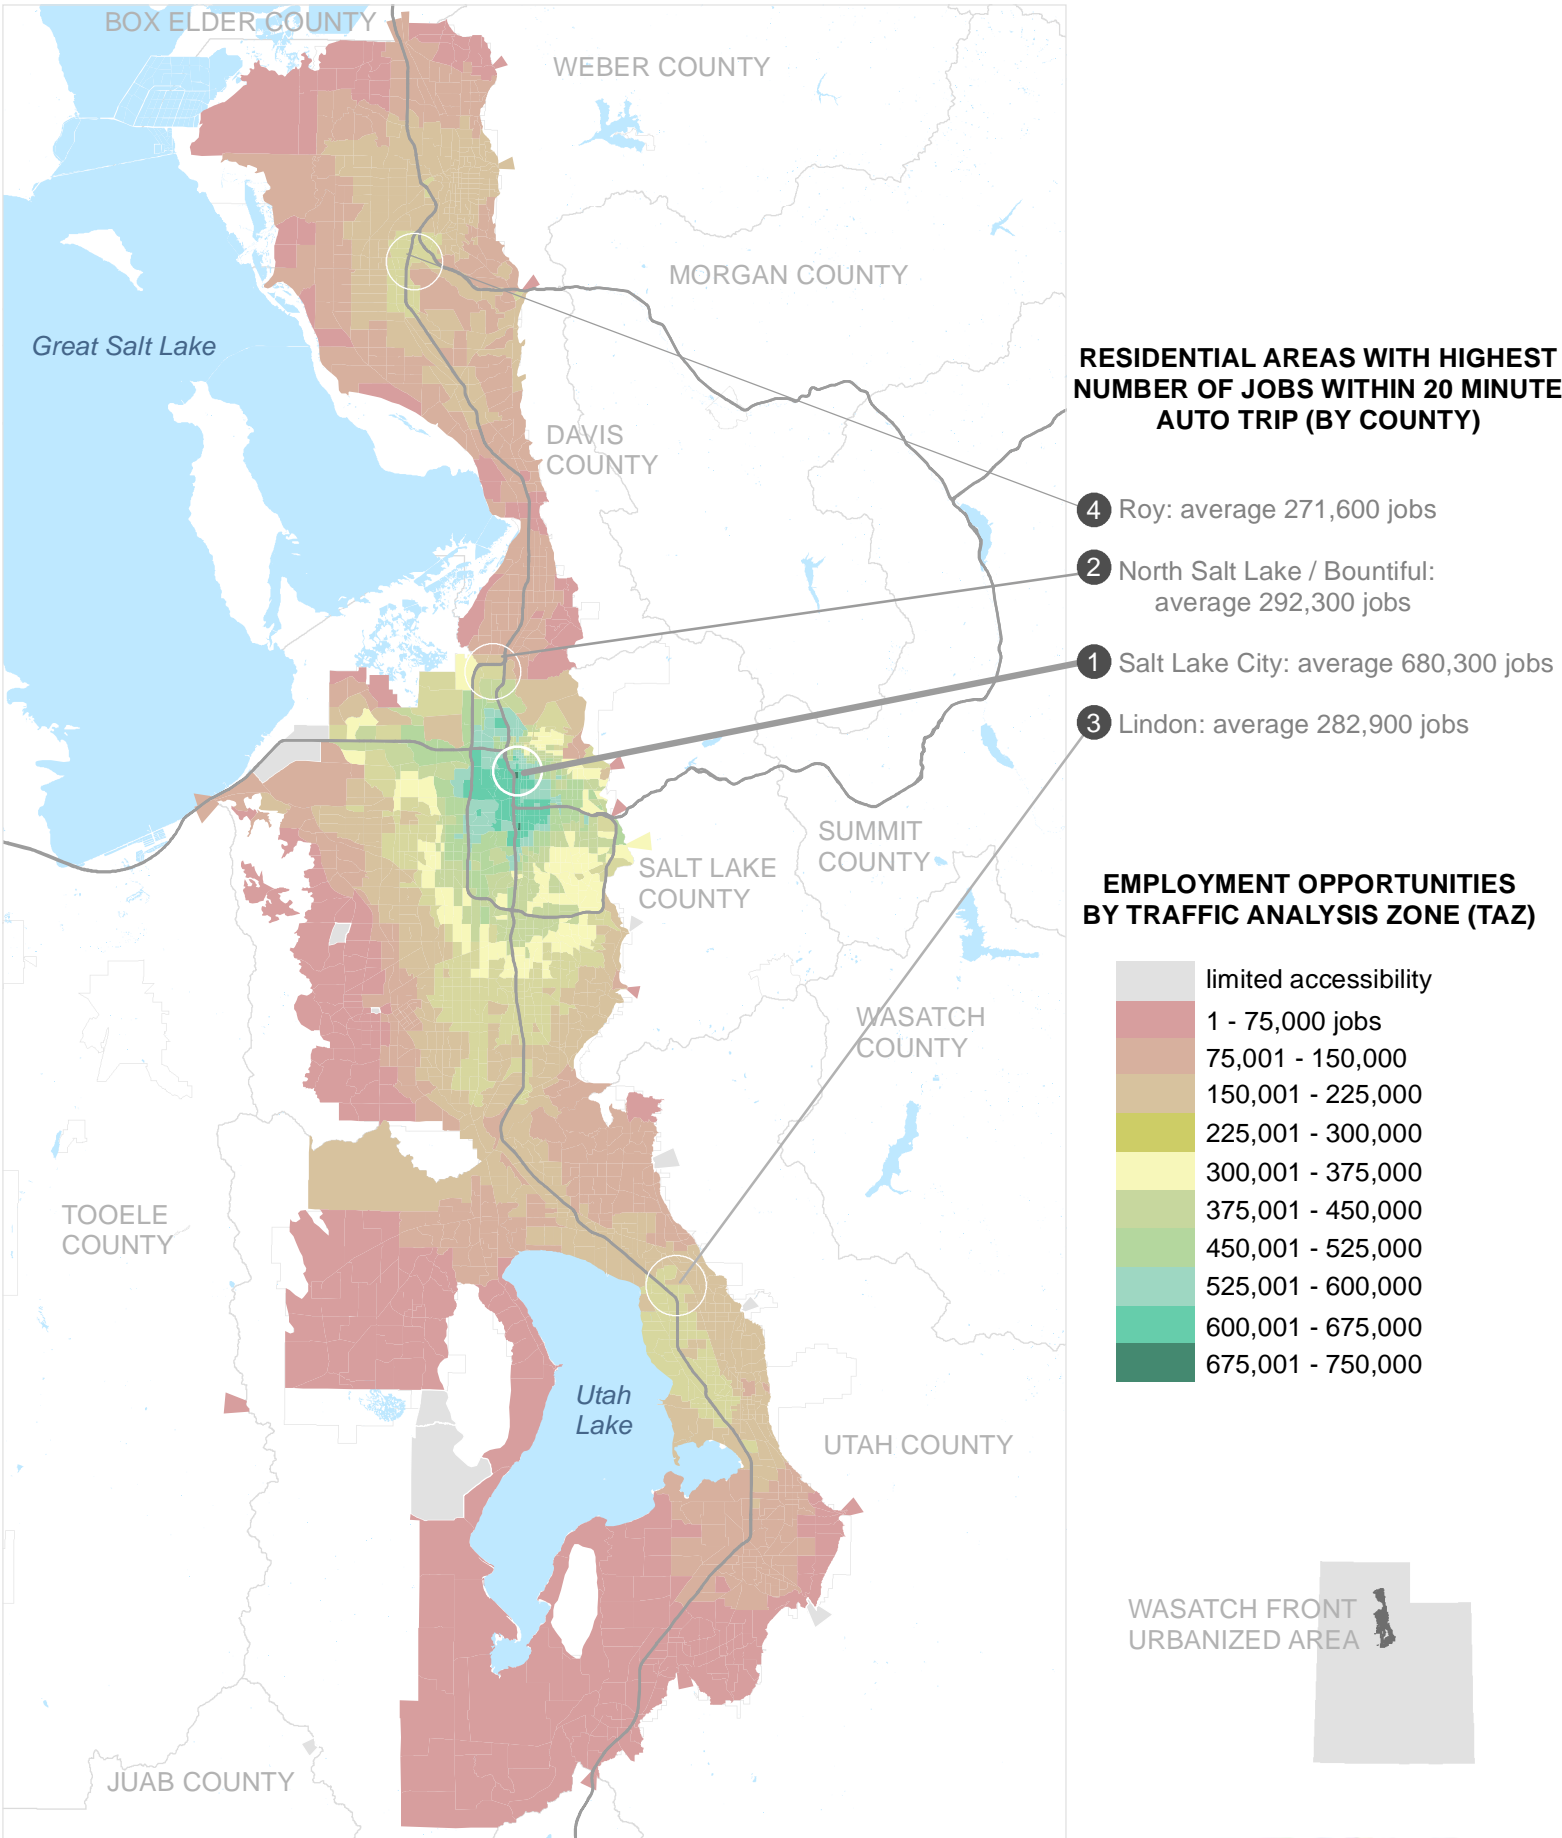 BOX ELDER COUNTY
WEBER COUNTY
MORGAN COUNTY
Great Salt Lake
DAVIS
COUNTY
SUMMIT
COUNTY
SALT LAKE
COUNTY
WASATCH
COUNTY
TOOELE
COUNTY
Utah
Lake
UTAH COUNTY
JUAB COUNTY
RESIDENTIAL AREAS WITH HIGHEST
NUMBER OF JOBS WITHIN 20 MINUTE
AUTO TRIP (BY COUNTY)
4 Roy: average 271,600 jobs
2 North Salt Lake / Bountiful:
average 292,300 jobs
1 Salt Lake City: average 680,300 jobs
3 Lindon: average 282,900 jobs
EMPLOYMENT OPPORTUNITIES
BY TRAFFIC ANALYSIS ZONE (TAZ)
limited accessibility
1 - 75,000 jobs
75,001 - 150,000
150,001 - 225,000
225,001 - 300,000
300,001 - 375,000
375,001 - 450,000
450,001 - 525,000
525,001 - 600,000
600,001 - 675,000
675,001 - 750,000
WASATCH FRONT
URBANIZED AREA